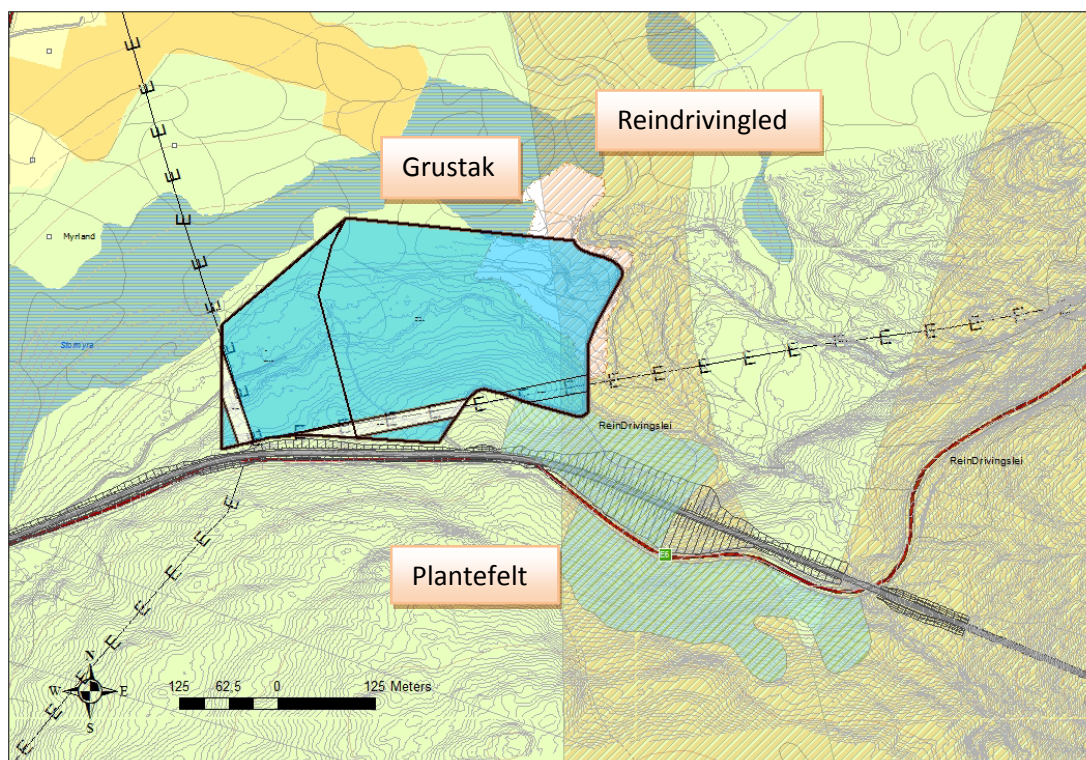 Reindrivingled
Grustak
Myrland
Stormyra
ReinDrivingslei
ReinDrivingslei
E6
Plantefelt
N
W E
S
125 62,5 0 125 Meters